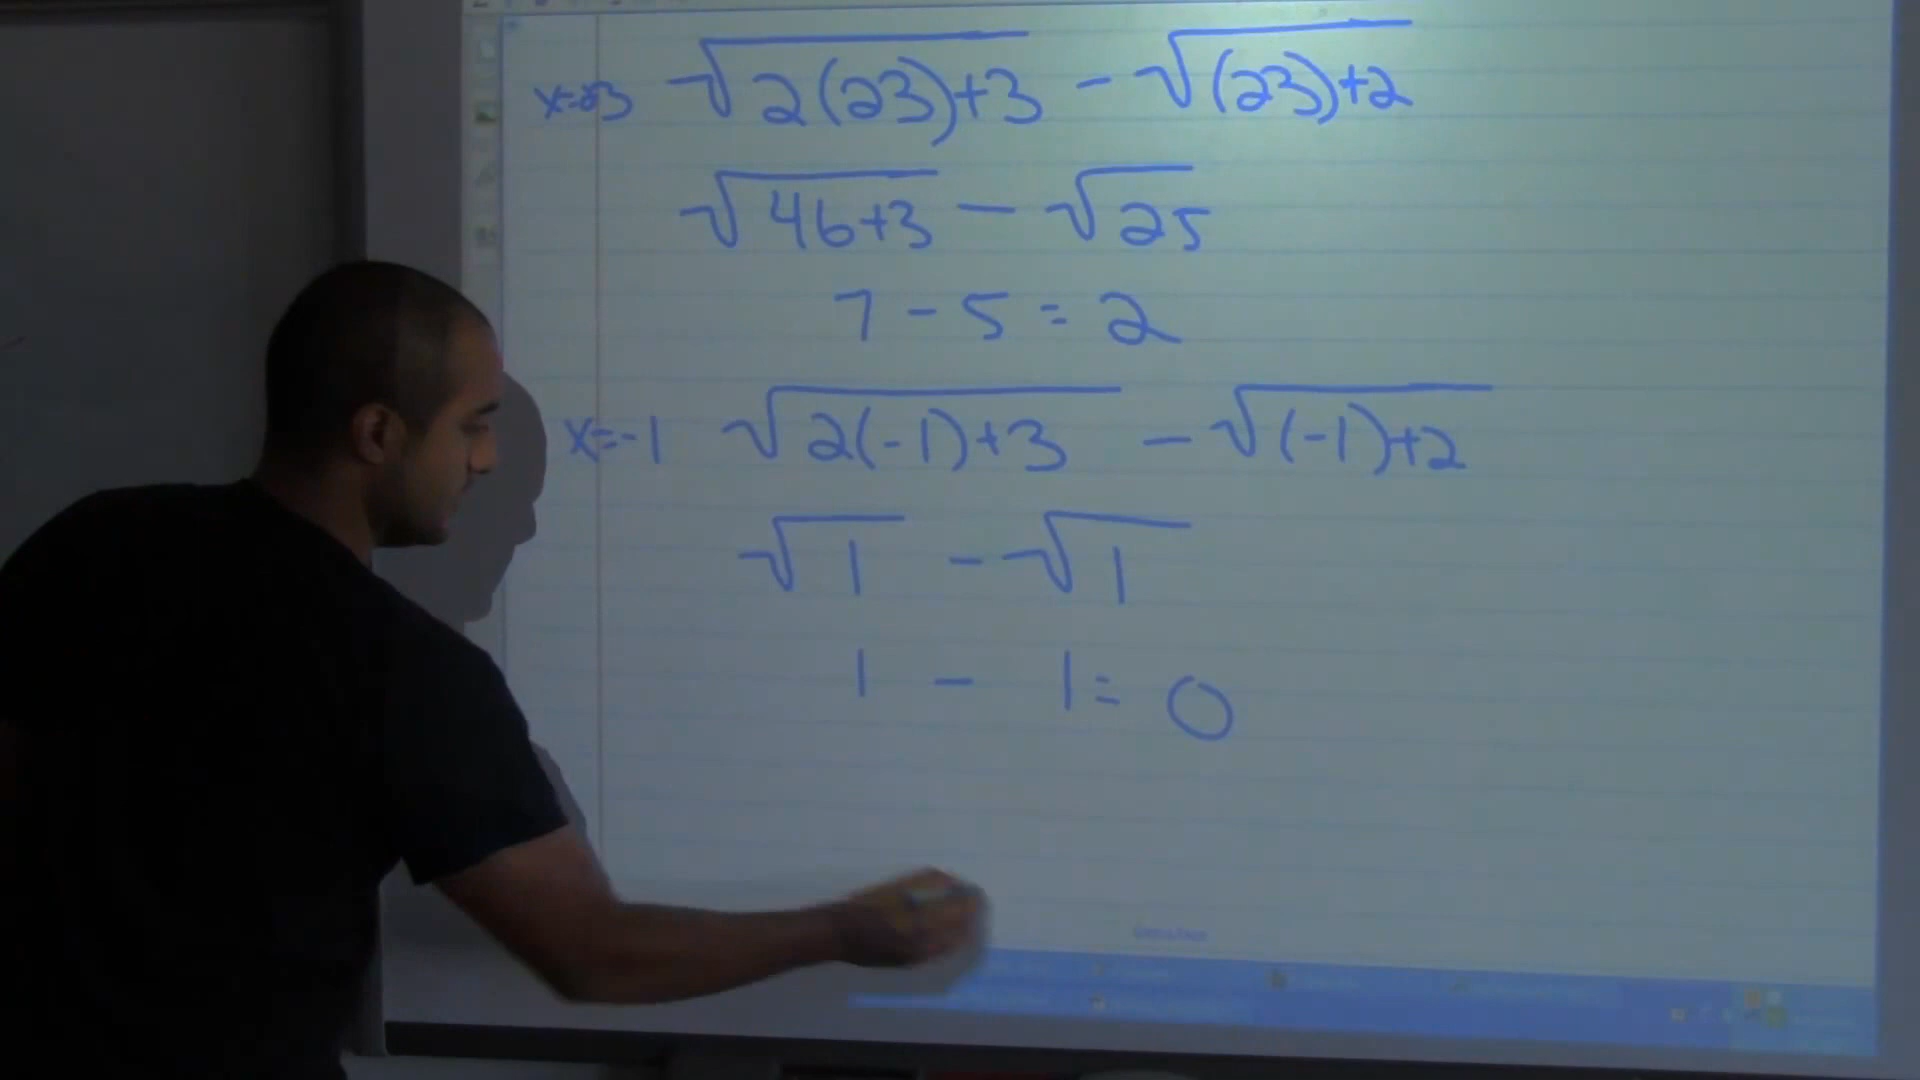 x=23 √2(23)+3 - √(23)+2
√46+3 - √25
7 - 5 = 2
x=-1 √2(-1)+3 - √(-1)+2
√1 - √1
1 - 1 = 0